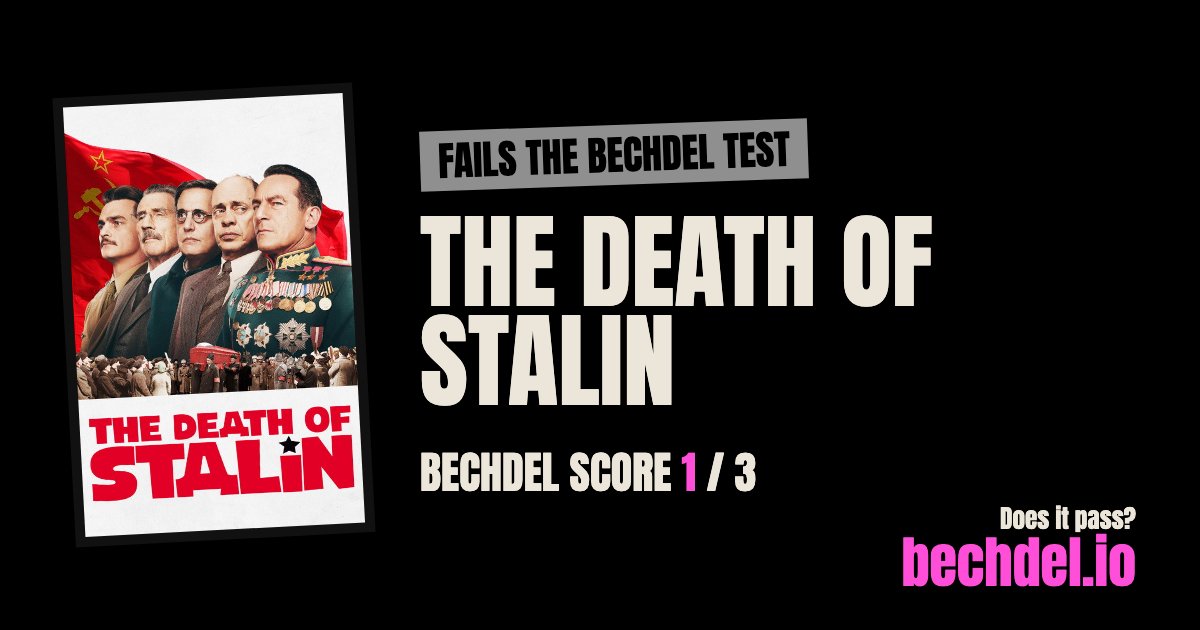 FAILS THE BECHDEL TEST
THE DEATH OF
STALIN
BECHDEL SCORE 1 / 3
THE DEATH OF
STALIN
Does it pass?
bechdel.io